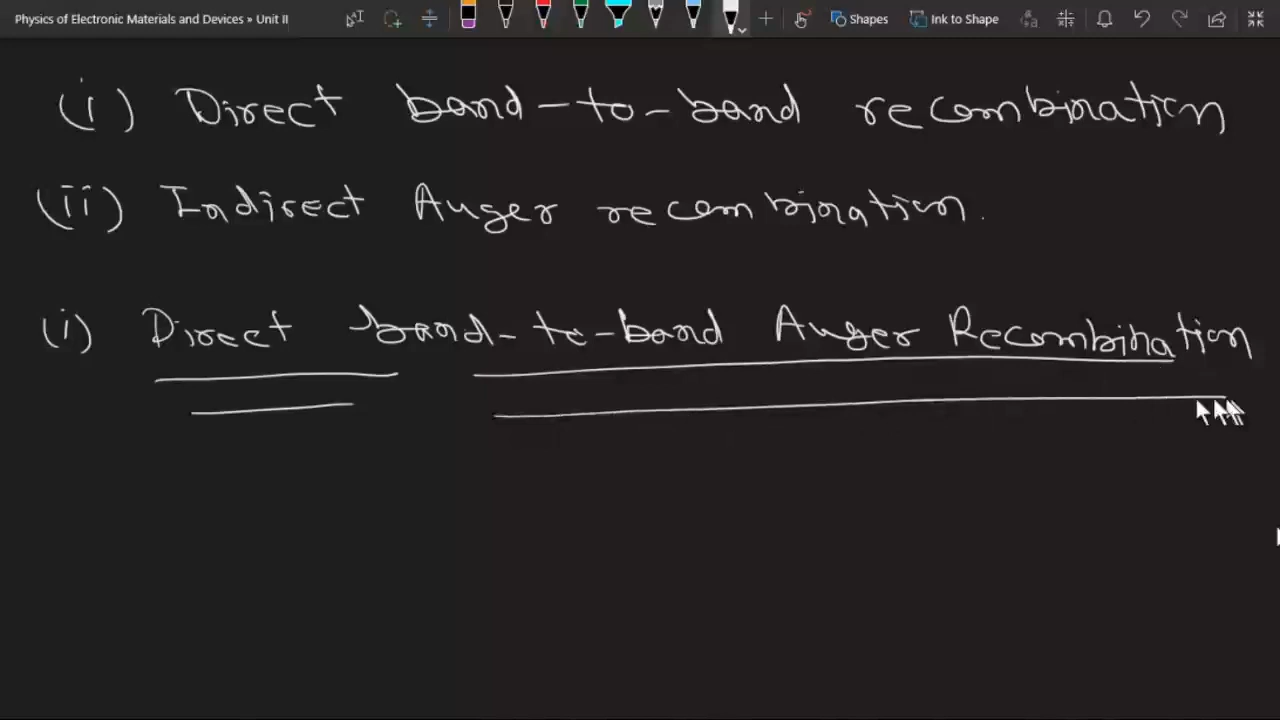 Physics of Electronic Materials and Devices » Unit II
Shapes
Ink to Shape
(i) Direct band-to-band recombination
(ii) Indirect Auger recombination.
(i) Direct band-to-band Auger Recombination